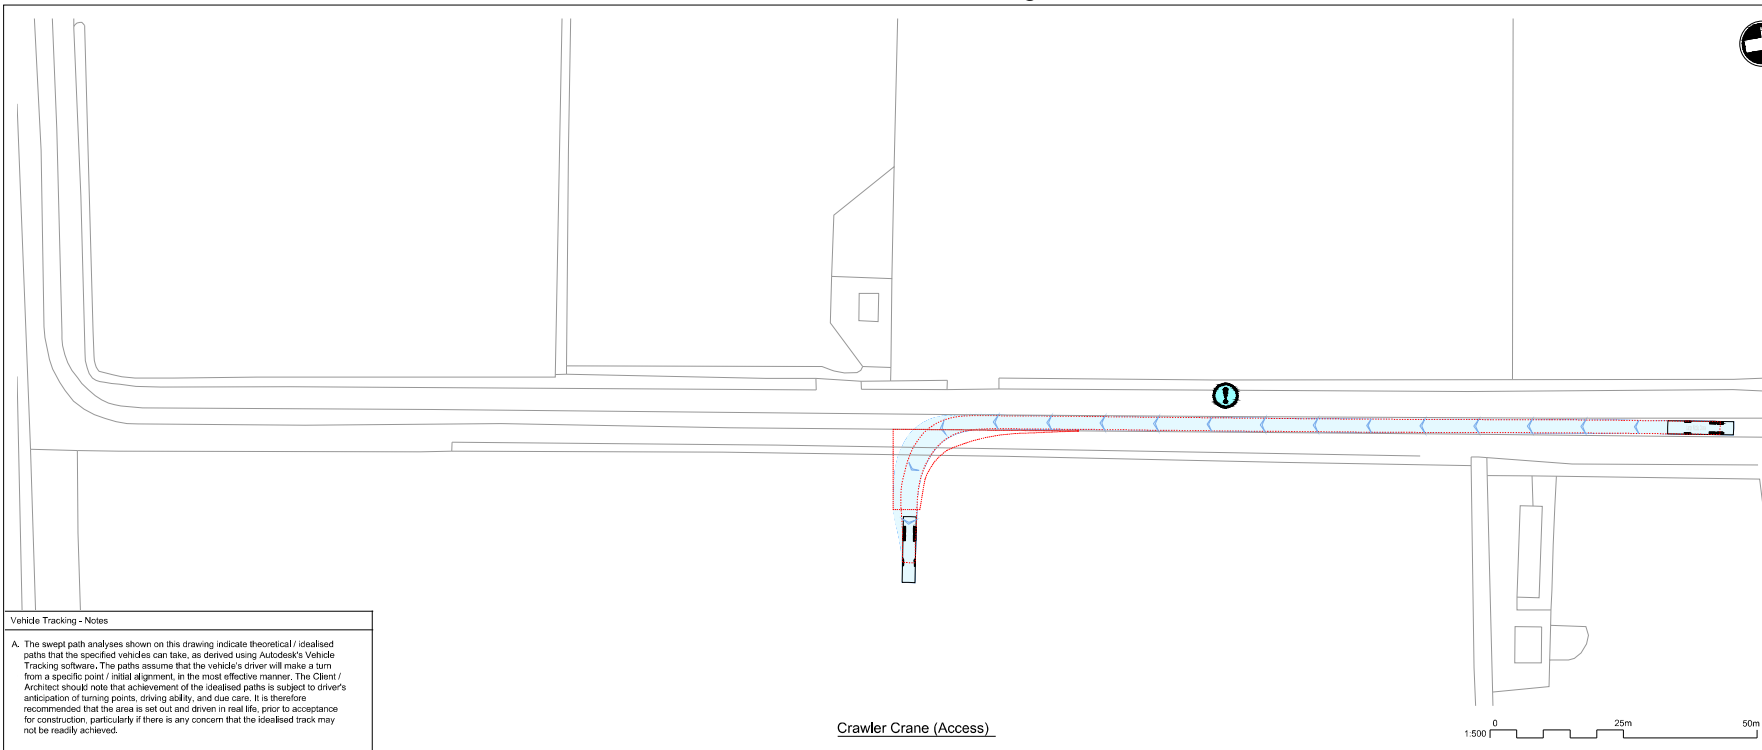 Vehicle Tracking - Notes
A. The swept path analyses shown on this drawing indicate theoretical / idealised
paths that the specified vehicles can take, as derived using Autodesk's Vehicle
Tracking software. The paths assume that the vehicle's driver will make a turn
from a specific point / initial alignment, in the most effective manner. The Client /
Architect should note that achievement of the idealised paths is subject to driver's
anticipation of turning points, driving ability, and due care. It is therefore
recommended that the area is set out and driven in real life, prior to acceptance
for construction, particularly if there is any concern that the idealised track may
not be readily achieved.
Crawler Crane (Access)
0 25m 50m
1:500